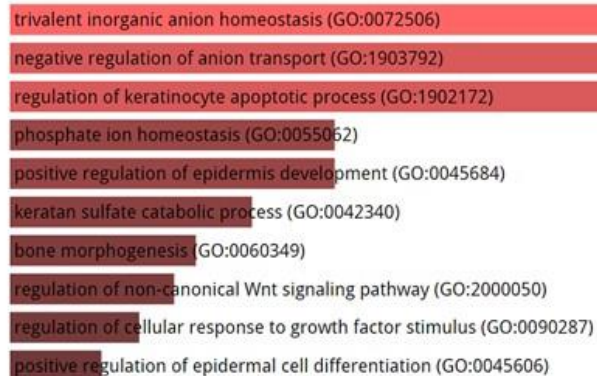 trivalent inorganic anion homeostasis (GO:0072506)
negative regulation of anion transport (GO:1903792)
regulation of keratinocyte apoptotic process (GO:1902172)
phosphate ion homeostasis (GO:0055062)
positive regulation of epidermis development (GO:0045684)
keratan sulfate catabolic process (GO:0042340)
bone morphogenesis (GO:0060349)
regulation of non-canonical Wnt signaling pathway (GO:2000050)
regulation of cellular response to growth factor stimulus (GO:0090287)
positive regulation of epidermal cell differentiation (GO:0045606)